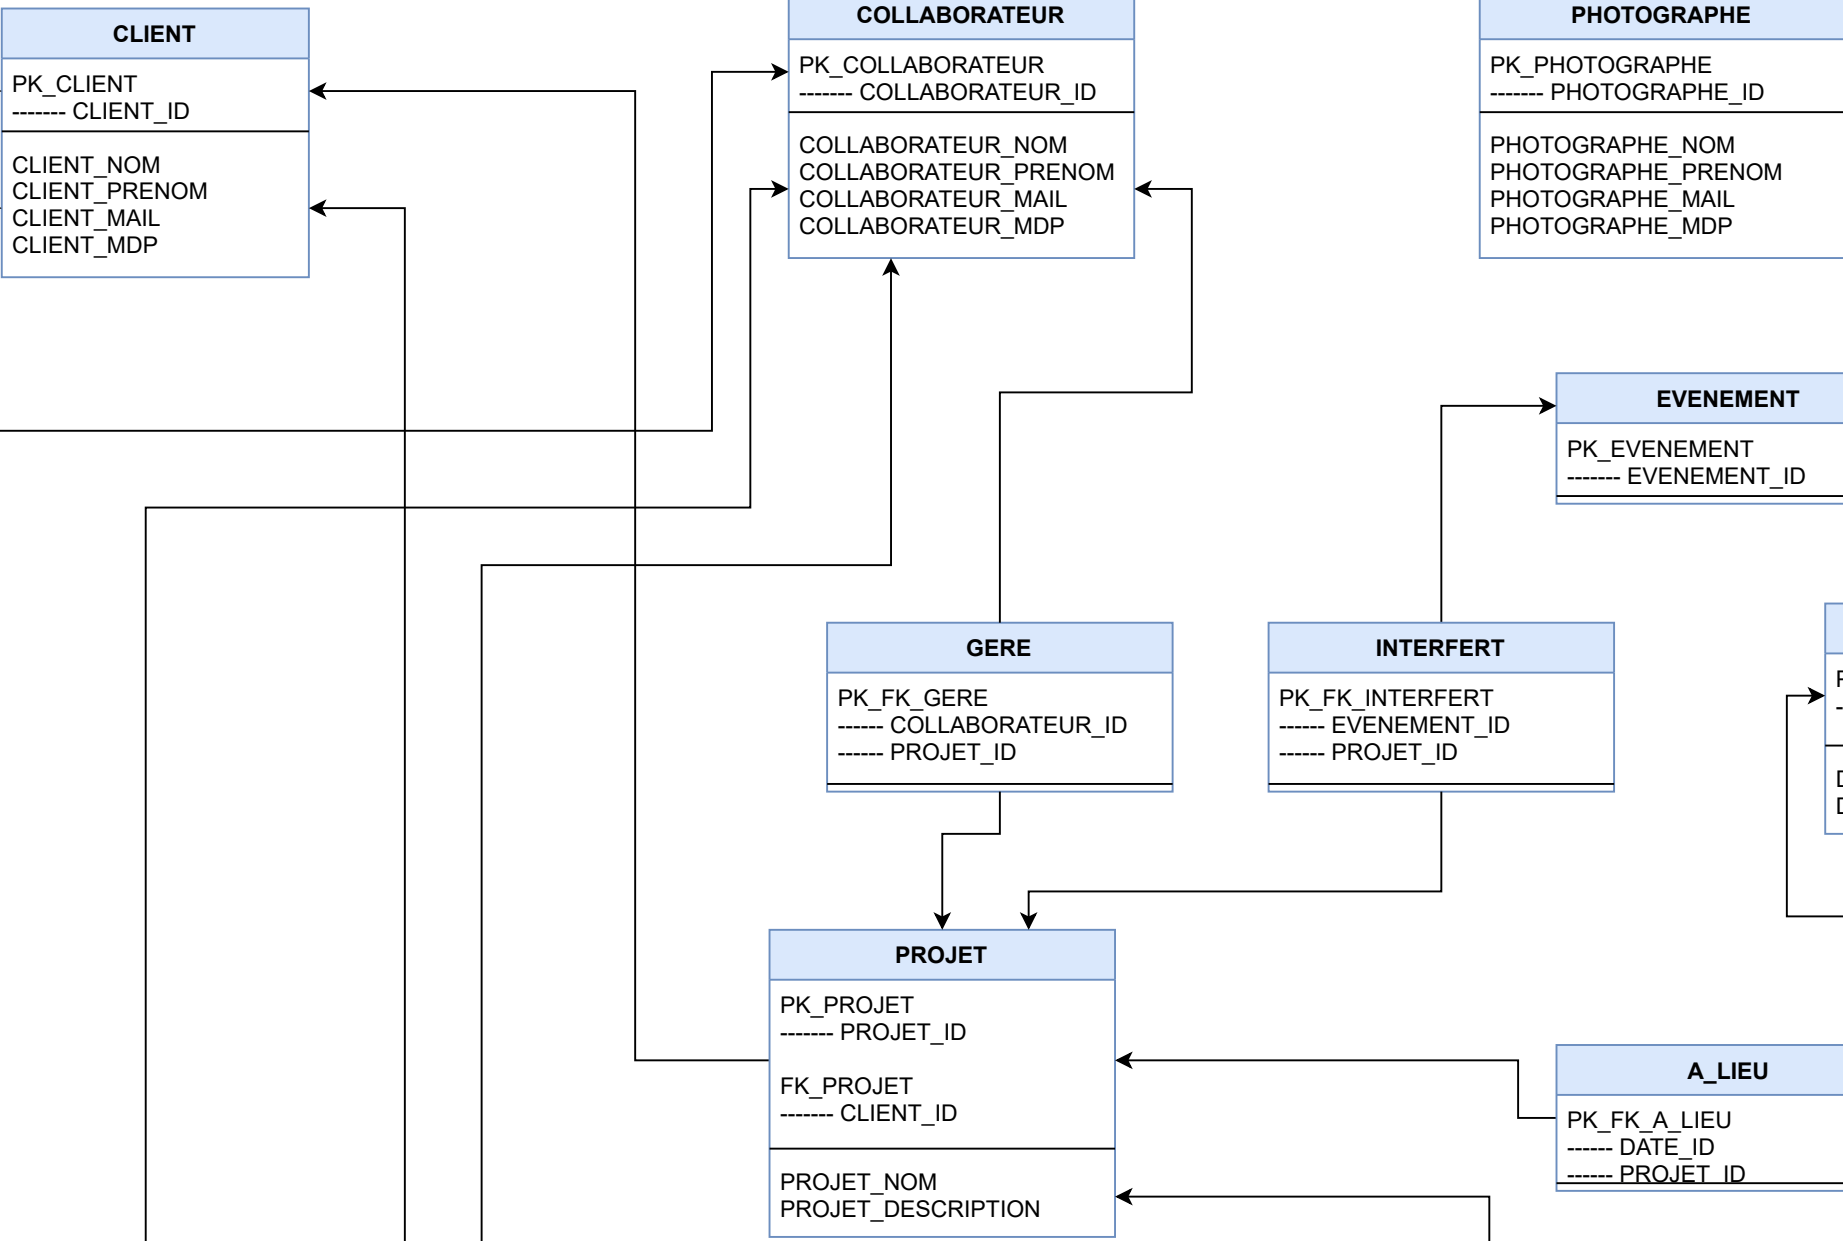 CLIENT
PK_CLIENT
------- CLIENT_ID
CLIENT_NOM
CLIENT_PRENOM
CLIENT_MAIL
CLIENT_MDP
COLLABORATEUR
PK_COLLABORATEUR
------- COLLABORATEUR_ID
COLLABORATEUR_NOM
COLLABORATEUR_PRENOM
COLLABORATEUR_MAIL
COLLABORATEUR_MDP
PHOTOGRAPHE
PK_PHOTOGRAPHE
------- PHOTOGRAPHE_ID
PHOTOGRAPHE_NOM
PHOTOGRAPHE_PRENOM
PHOTOGRAPHE_MAIL
PHOTOGRAPHE_MDP
EVENEMENT
PK_EVENEMENT
------- EVENEMENT_ID
GERE
PK_FK_GERE
------ COLLABORATEUR_ID
------ PROJET_ID
INTERFERT
PK_FK_INTERFERT
------ EVENEMENT_ID
------ PROJET_ID
PROJET
PK_PROJET
------- PROJET_ID
FK_PROJET
------- CLIENT_ID
PROJET_NOM
PROJET_DESCRIPTION
A_LIEU
PK_FK_A_LIEU
------ DATE_ID
------ PROJET_ID